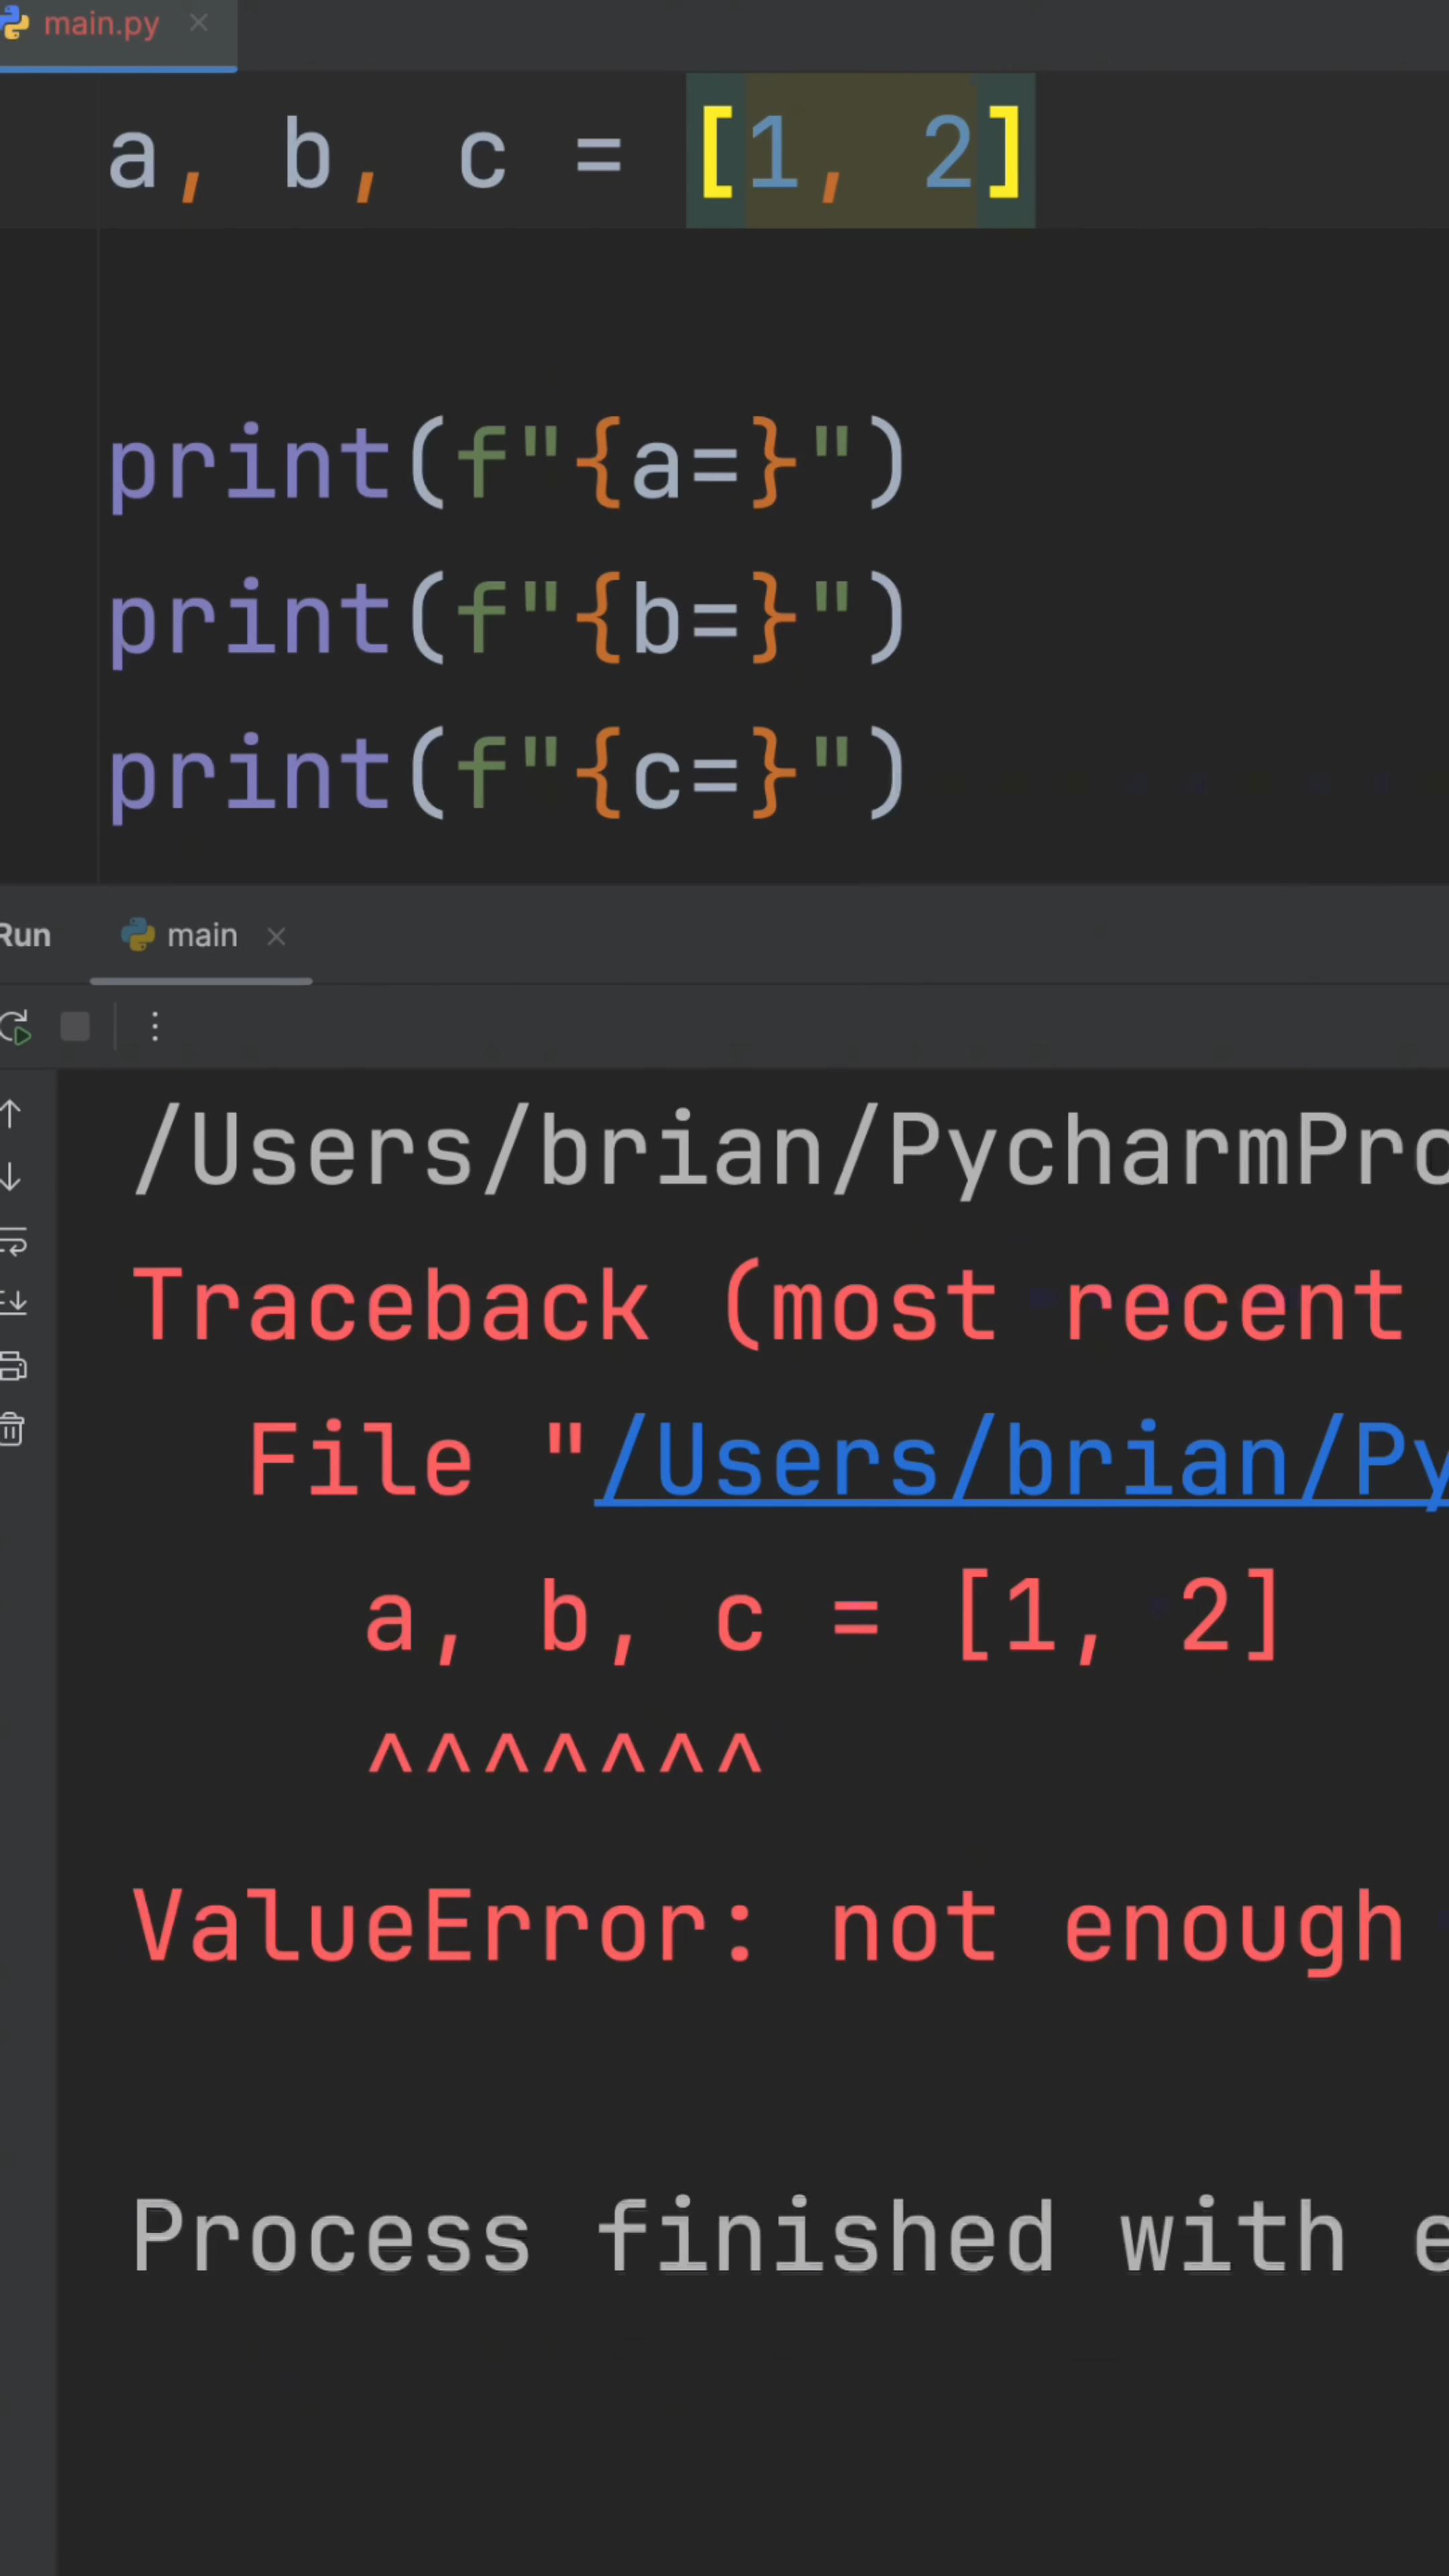 main.py
a, b, c = [1, 2]
print(f"{a=}")
print(f"{b=}")
print(f"{c=}")
Run main
/Users/brian/PycharmPro
Traceback (most recent
File "/Users/brian/Py
a, b, c = [1, 2]
^^^^^^^
ValueError: not enough
Process finished with e